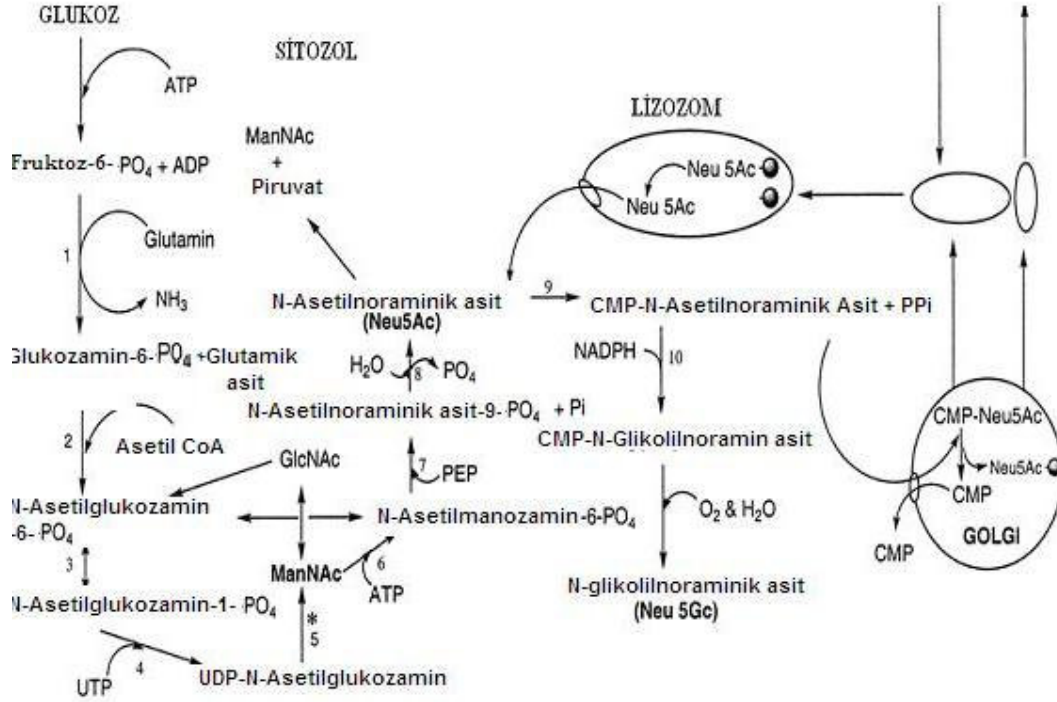 GLUKOZ
SİTOZOL
ATP
LİZOZOM
Fruktoz-6-PO4 + ADP
ManNAc
+
Piruvat
Neu 5Ac
Neu 5Ac
1
Glutamin
NH3
N-Asetilnoraminik asit
(Neu5Ac)
9
CMP-N-Asetilnoraminik Asit + PPi
Glukozamin-6-PO4 +Glutamik
asit
H2O
8
PO4
NADPH
10
N-Asetilnoraminik asit-9-PO4 + Pi
CMP-N-Glikolilnoramin asit
CMP-Neu5Ac
Neu5Ac
CMP
GOLGI
CMP
2
Asetil CoA
GlcNAc
7
PEP
O2 & H2O
N-Asetilglukozamin
-6-PO4
N-Asetilmanozamin-6-PO4
3
ManNAc
6
ATP
N-glikolilnoraminik asit
(Neu 5Gc)
N-Asetilglukozamin-1-PO4
*
5
UTP
4
UDP-N-Asetilglukozamin